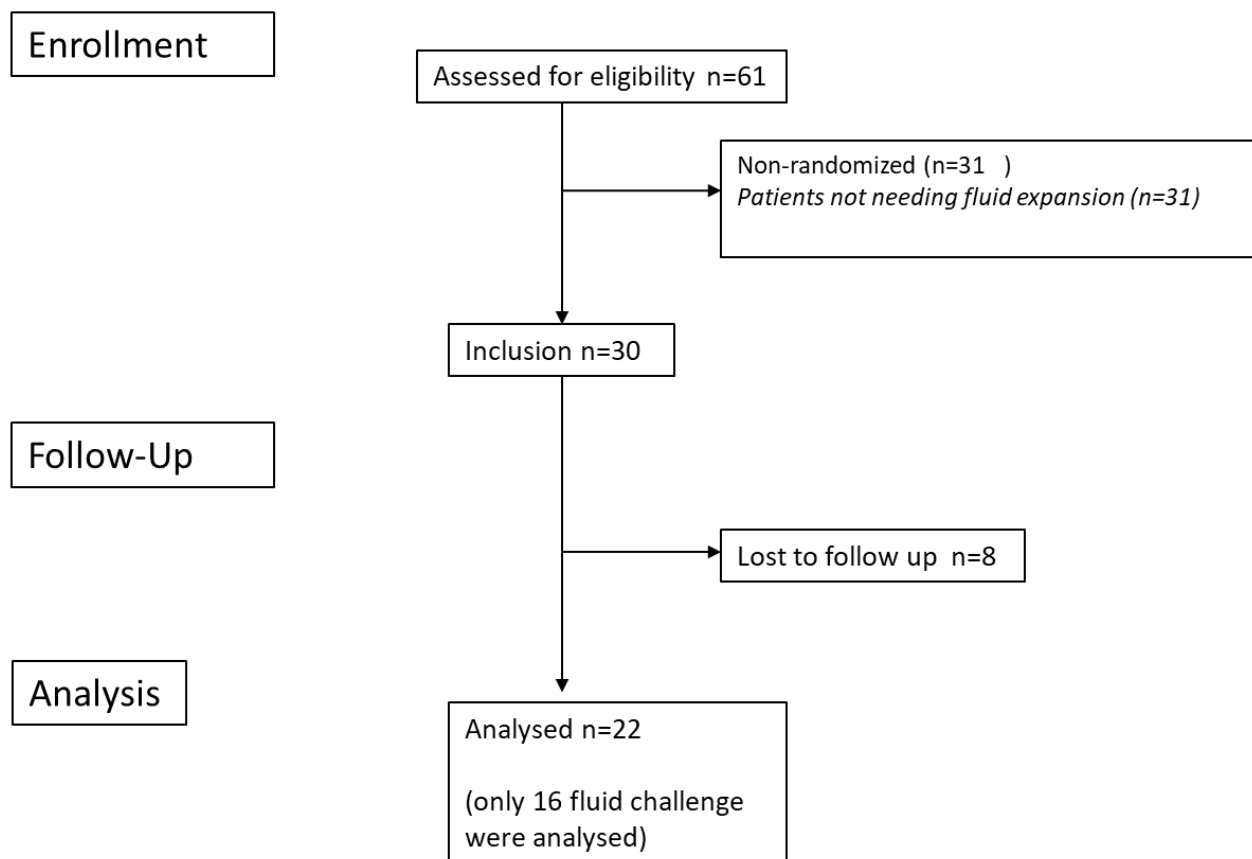 Enrollment
Assessed for eligibility n=61
Non-randomized (n=31 )
Patients not needing fluid expansion (n=31)
Inclusion n=30
Follow-Up
Lost to follow up n=8
Analysis
Analysed n=22
(only 16 fluid challenge
were analysed)